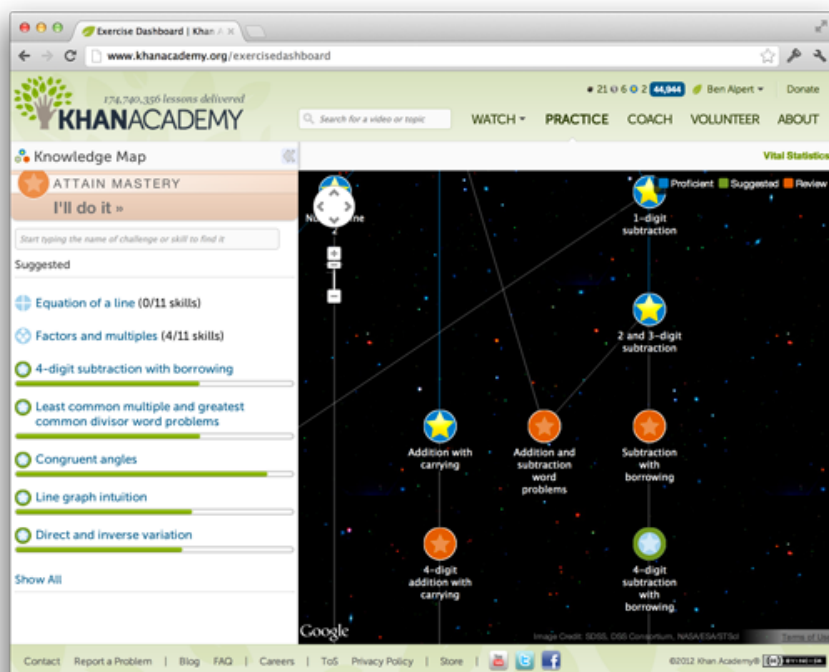 Exercise Dashboard | Khan A
www.khanacademy.org/exercisedashboard
174,740,356 lessons delivered
KHANACADEMY
21 6 2 44,944 Ben Alpert Donate
Search for a video or topic
WATCH PRACTICE COACH VOLUNTEER ABOUT
Knowledge Map
Vital Statistics
ATTAIN MASTERY
I'll do it »
Start typing the name of challenge or skill to find it
Suggested
Equation of a line (0/11 skills)
Factors and multiples (4/11 skills)
4-digit subtraction with borrowing
Least common multiple and greatest
common divisor word problems
Congruent angles
Line graph intuition
Direct and inverse variation
Show All
Proficient Suggested Review
1-digit
subtraction
2 and 3-digit
subtraction
Addition with
carrying
Addition and
subtraction
word
problems
Subtraction
with
borrowing
4-digit
addition with
carrying
4-digit
subtraction
with
borrowing
Google
Image Credit: SDSS, DSS Consortium, NASA/ESA/STScI
Terms of Us
Contact Report a Problem | Blog FAQ | Careers | ToS Privacy Policy | Store |
©2012 Khan Academy®